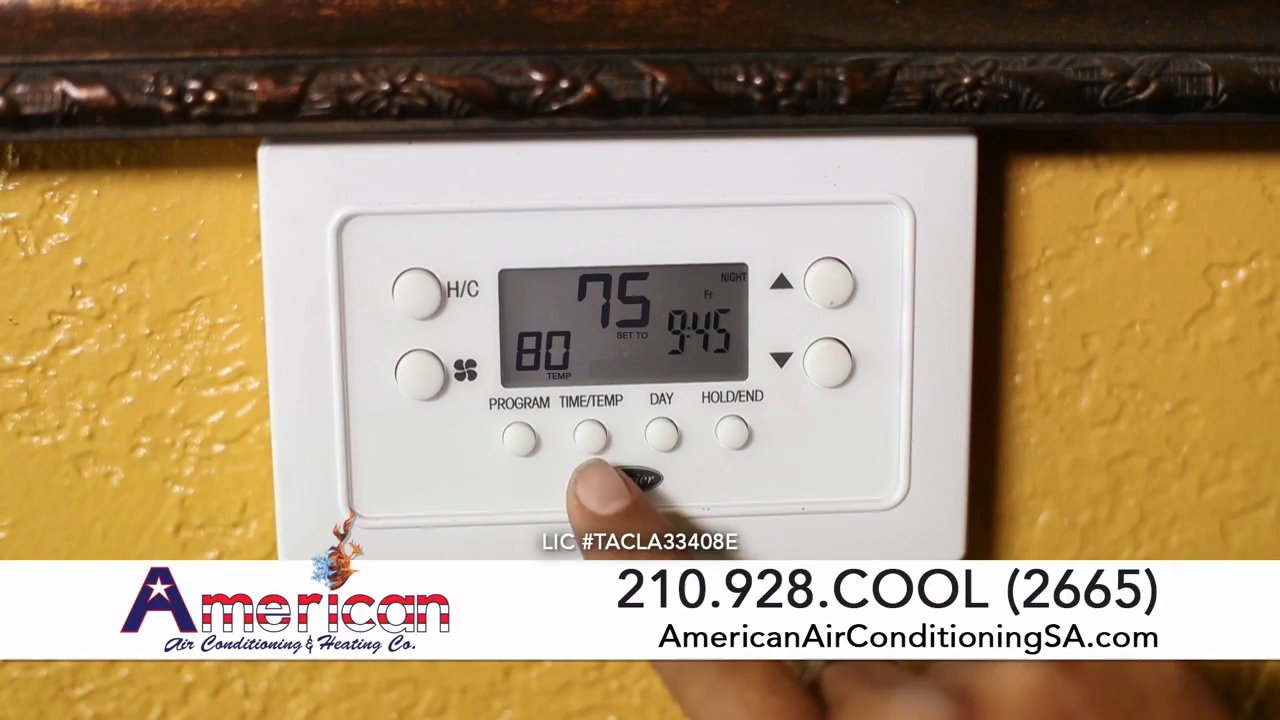 NIGHT
75
Fr
H/C
SET TO
9:45
80
TEMP
PROGRAM TIME/TEMP DAY HOLD/END
LIC #TACLA33408E
American
Air Conditioning & Heating Co.
210.928.COOL (2665)
AmericanAirConditioningSA.com